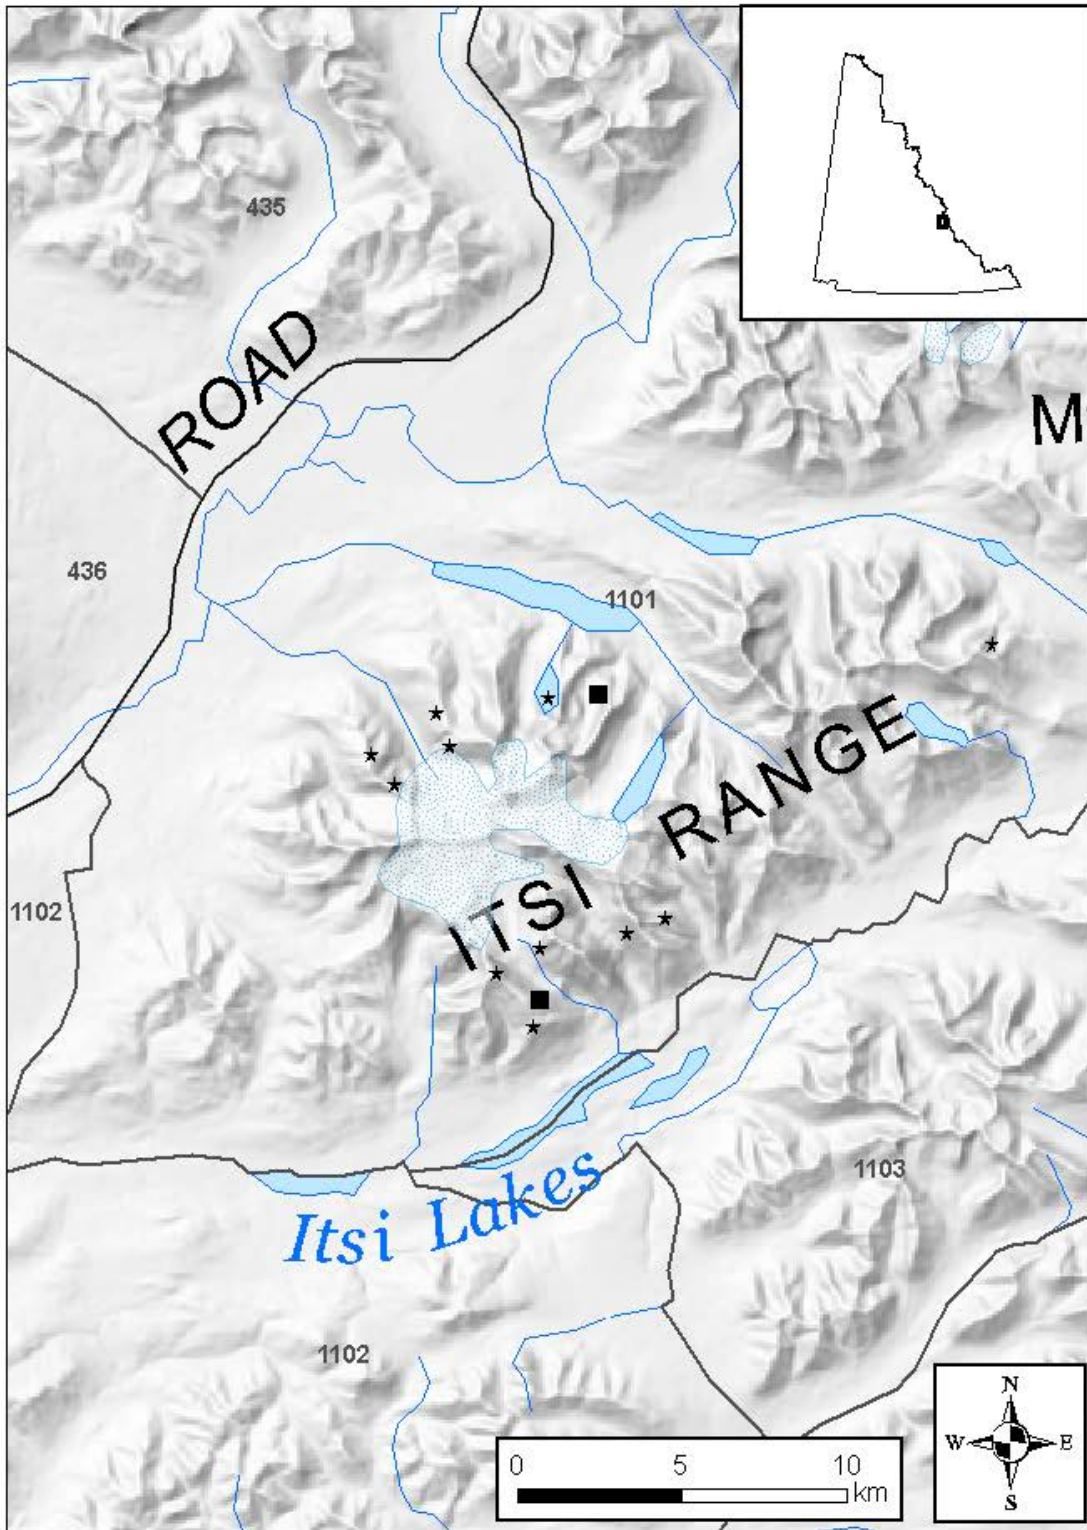 435
ROAD
M
436
1101
ITSI RANGE
1102
1103
Itsi Lakes
1102
N
W E
S
0 5 10
km